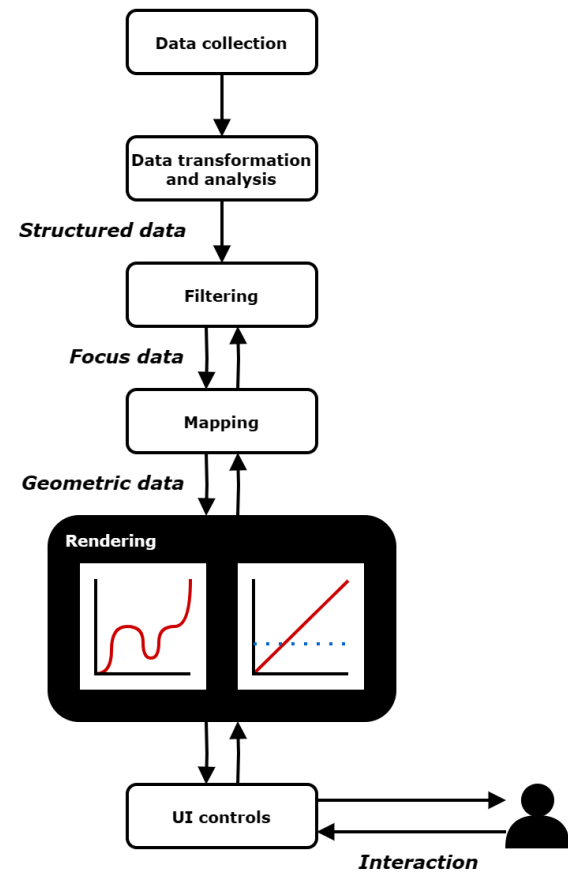 Data collection
Data transformation
and analysis
Structured data
Filtering
Focus data
Mapping
Geometric data
Rendering
UI controls
Interaction